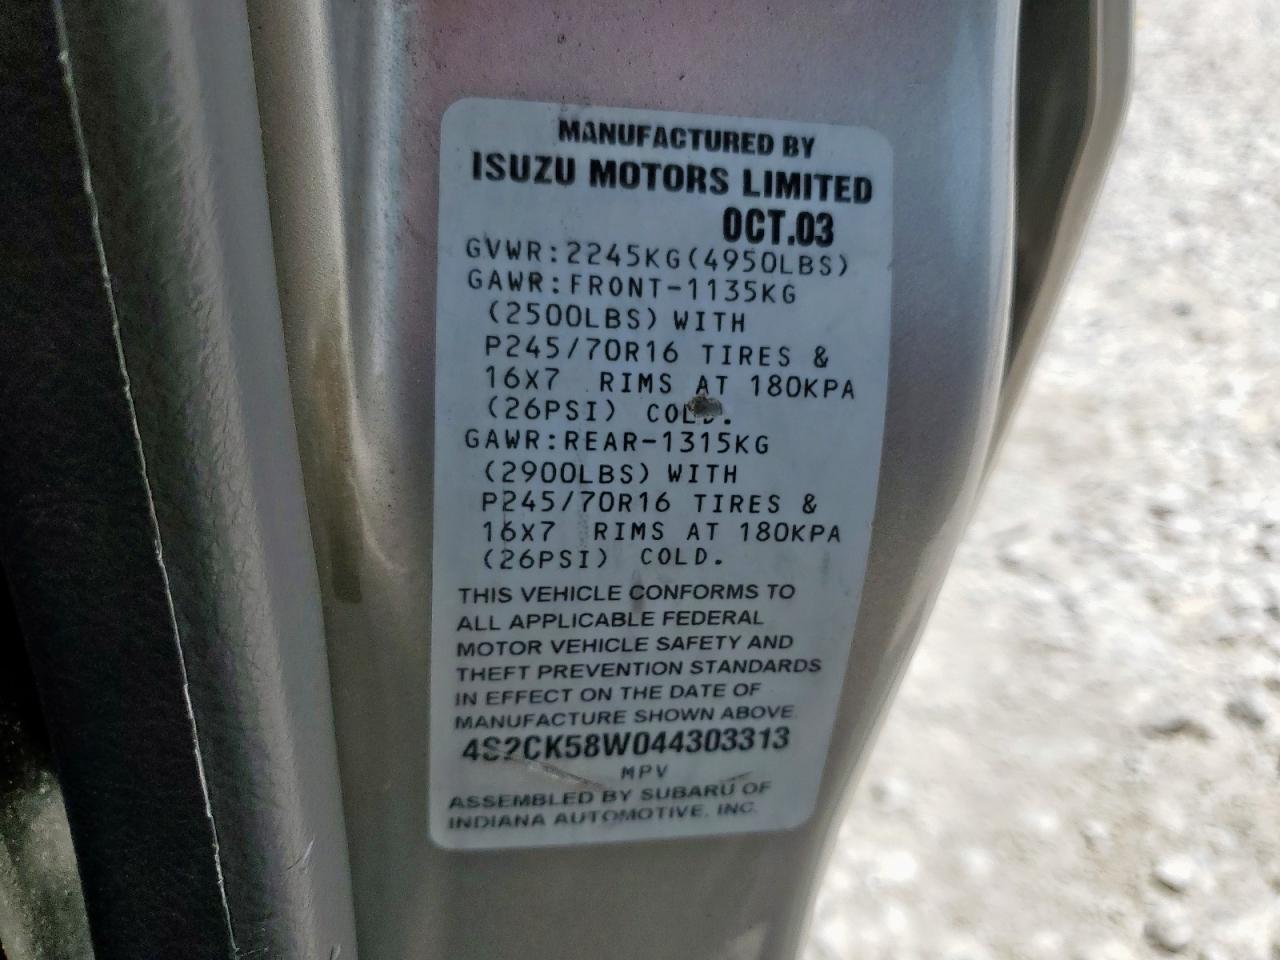 MANUFACTURED BY
ISUZU MOTORS LIMITED
OCT.03
GVWR:2245KG(4950LBS)
GAWR:FRONT-1135KG
(2500LBS) WITH
P245/70R16 TIRES &
16X7 RIMS AT 180KPA
(26PSI) COLD.
GAWR:REAR-1315KG
(2900LBS) WITH
P245/70R16 TIRES &
16X7 RIMS AT 180KPA
(26PSI) COLD.
THIS VEHICLE CONFORMS TO
ALL APPLICABLE FEDERAL
MOTOR VEHICLE SAFETY AND
THEFT PREVENTION STANDARDS
IN EFFECT ON THE DATE OF
MANUFACTURE SHOWN ABOVE.
4S2CK58W044303313
MPV
ASSEMBLED BY SUBARU OF
INDIANA AUTOMOTIVE, INC.